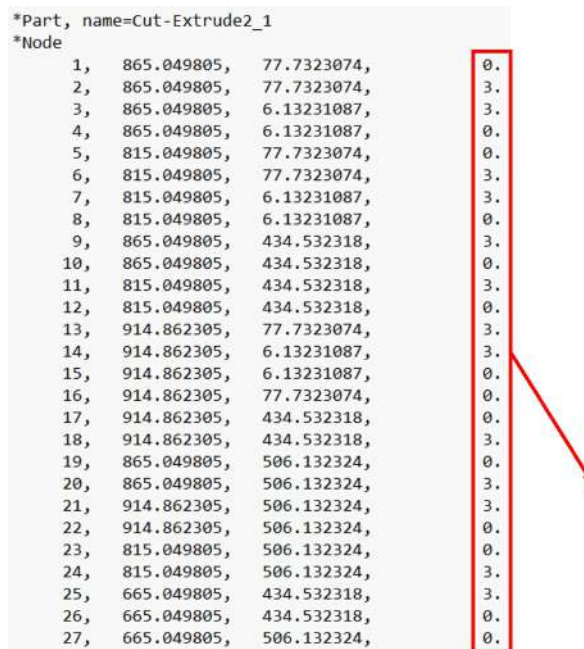 *Part, name=Cut-Extrude2_1
*Node
1, 865.049805, 77.7323074, 0.
2, 865.049805, 77.7323074, 3.
3, 865.049805, 6.13231087, 3.
4, 865.049805, 6.13231087, 0.
5, 815.049805, 77.7323074, 0.
6, 815.049805, 77.7323074, 3.
7, 815.049805, 6.13231087, 3.
8, 815.049805, 6.13231087, 0.
9, 865.049805, 434.532318, 3.
10, 865.049805, 434.532318, 0.
11, 815.049805, 434.532318, 3.
12, 815.049805, 434.532318, 0.
13, 914.862305, 77.7323074, 3.
14, 914.862305, 6.13231087, 3.
15, 914.862305, 6.13231087, 0.
16, 914.862305, 77.7323074, 0.
17, 914.862305, 434.532318, 0.
18, 914.862305, 434.532318, 3.
19, 865.049805, 506.132324, 0.
20, 865.049805, 506.132324, 3.
21, 914.862305, 506.132324, 3.
22, 914.862305, 506.132324, 0.
23, 815.049805, 506.132324, 0.
24, 815.049805, 506.132324, 3.
25, 665.049805, 434.532318, 3.
26, 665.049805, 434.532318, 0.
27, 665.049805, 506.132324, 0.